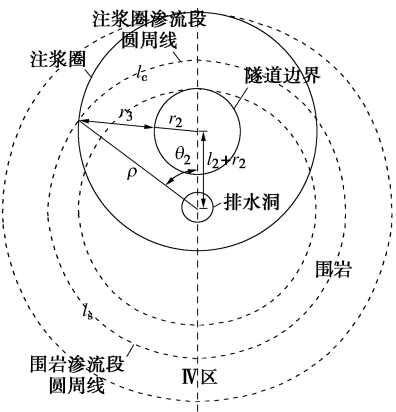 注浆圈渗流段
圆周线
注浆圈
l_c
隧道边界
r_3
r_2
θ_2
l_2+r_2
ρ
排水洞
围岩
l_s
围岩渗流段
圆周线
Ⅳ区